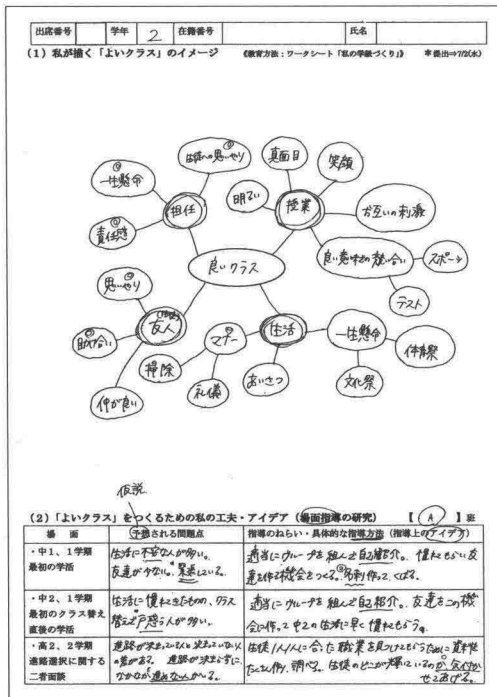 出席番号 学年 2 在籍番号 氏名
(1) 私が描く「よいクラス」のイメージ 《教育方法：ワークシート「私の学級づくり」》 *提出⇒7/2(水)
生徒への思いやり
一生懸命
責任感
担任
真面目
笑顔
明るい
授業
お互いの刺激
良い意味での競い合い
スポーツ
テスト
良いクラス
思いやり
友人
助け合い
仲が良い
マナー
生活
一生懸命
掃除
礼儀
あいさつ
文化祭
体育祭
仮説
(2) 「よいクラス」をつくるための私の工夫・アイデア (場面指導の研究) 【 A 】班
場 面 予想される問題点 指導のねらい・具体的な指導方法（指導上のアイデア）
・中1、1学期 最初の学活
生活に不安な人が多い。
友達が少ない。緊張している。
適当にグループを組んで自己紹介。慣れてもらい友
達を作る機会をつくる。
・中2、1学期 最初のクラス替え直後の学活
生活に慣れてきたものの、クラス
替えで戸惑う人が多い。
適当にグループを組んで自己紹介。友達をこの機
会に作って中2の生活に早く慣れてもらう。
・高2、2学期 進路選択に関する二者面談
進路が決まっている人と決まっていない人
の差がある。進路が決まらずに、
なかなか進めない人がいる。
生徒1人1人に合った職業を見つけてもらうために資料を
たくさん作り、調べる。生徒のどこが輝いているのか気付か
せてあげる。